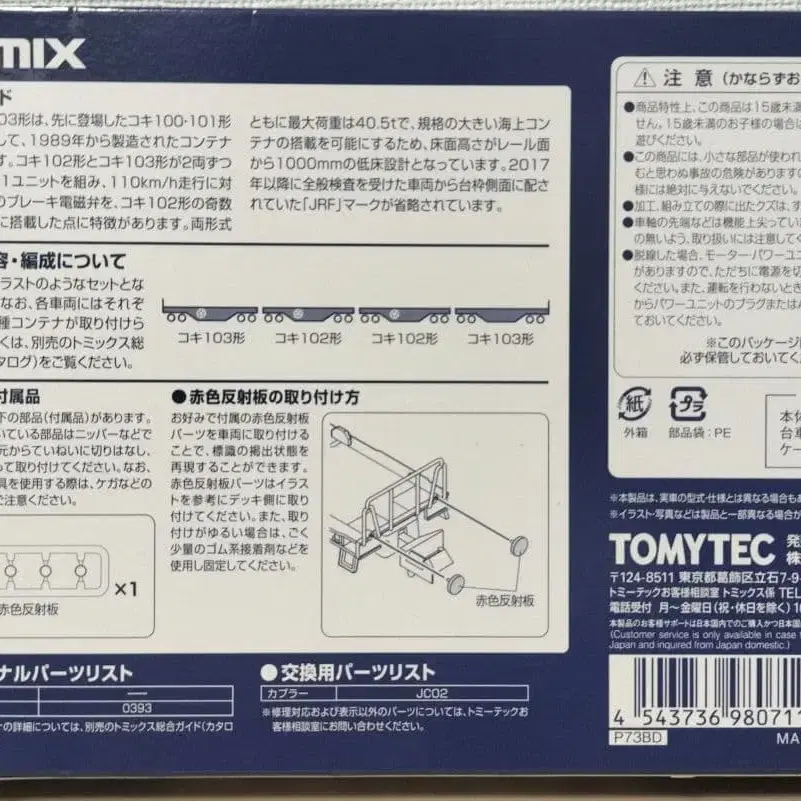 MIX
ド
03形は、先に登場したコキ100･101形
して、1989年から製造されたコンテナ
す。コキ102形とコキ103形が2両ずつ
1ユニットを組み、110km/h走行に対
のブレーキ電磁弁を、コキ102形の奇数
に搭載した点に特徴があります。両形式
ともに最大荷重は40.5tで、規格の大きい海上コン
テナの搭載を可能にするため、床面高さがレール面
から1000mmの低床設計となっています。2017
年以降に全般検査を受けた車両から台枠側面に配さ
れていた「JRF」マークが省略されています。
容・編成について
ラストのようなセットとな
なお、各車両にはそれぞ
種コンテナが取り付けら
くは、別売のトミックス総
タログ)をご覧ください。
コキ103形 コキ102形 コキ102形 コキ103形
付属品
下の部品(付属品)があります。
いている部品はニッパーなどで
元からていねいに切りはなし、
って取り付けてください。なお、
具を使用する際は、ケガなどの
ご注意ください。
×1
赤色反射板
●赤色反射板の取り付け方
お好みで付属の赤色反射板
パーツを車両に取り付けるこ
とで、標識の掲出状態を
再現することができます。
赤色反射板パーツはイラス
トを参考にデッキ側に取り
付けてください。また、取り
付けがゆるい場合は、ごく
少量のゴム系接着剤などを
使用し固定してください。
赤色反射板
ナルパーツリスト
―
0393
ナの詳細については、別売のトミックス総合ガイド(カタロ
●交換用パーツリスト
カプラー JC02
※修理対応および表示以外のパーツについては、トミーテックお
客様相談室にお問い合わせください。
注 意 (かならずお
●商品特性上、この商品は15歳未満
せん。15歳未満のお子様の場合は
遊びください。
●この商品には、小さな部品が使われ
むと思わぬ事故の危険がありますの
様には絶対に与えないでください。
●加工、組み立ての際に出たクズは、す
●車軸の先端などは機能上尖ってい
の無いよう、取り扱いには注意してく
●脱線した場合、モーター・パワーユニ
がありますので、ただちに電源を切
ください。また、運転を行わないとき
からパワーユニットのプラグまたはA
ておいてください。
※このパッケージに
必ず保管しておいてくだ
紙 プラ
外箱 部品袋:PE
本体
台車
ケー
※本製品は、実車の型式・仕様とは異なる場合もあ
※イラスト・写真などは製品と一部異なる場合が
TOMYTEC 発売
株
〒124-8511 東京都葛飾区立石7-9-
トミーテックお客様相談室 トミックス係 TEL
電話受付 月～金曜日(祝・休日を除く)10
本製品のお客様サポートは日本国内でのご購入かつ日本国
(Customer service is only available in case
Japan and inquired from Japan domestic.)
4 543736 980711
P73BD
MA